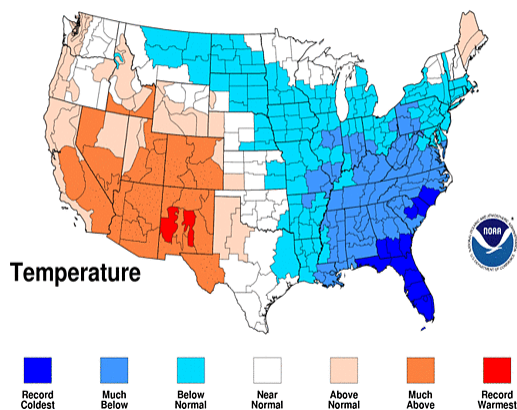 NOAA
Temperature
Record Coldest
Much Below
Below Normal
Near Normal
Above Normal
Much Above
Record Warmest